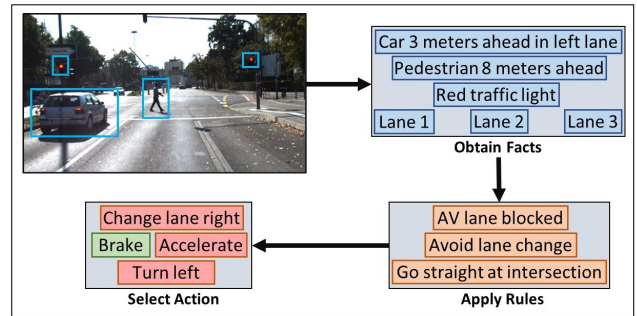 Car 3 meters ahead in left lane
Pedestrian 8 meters ahead
Red traffic light
Lane 1 Lane 2 Lane 3
Obtain Facts
Change lane right
Brake Accelerate
Turn left
Select Action
AV lane blocked
Avoid lane change
Go straight at intersection
Apply Rules